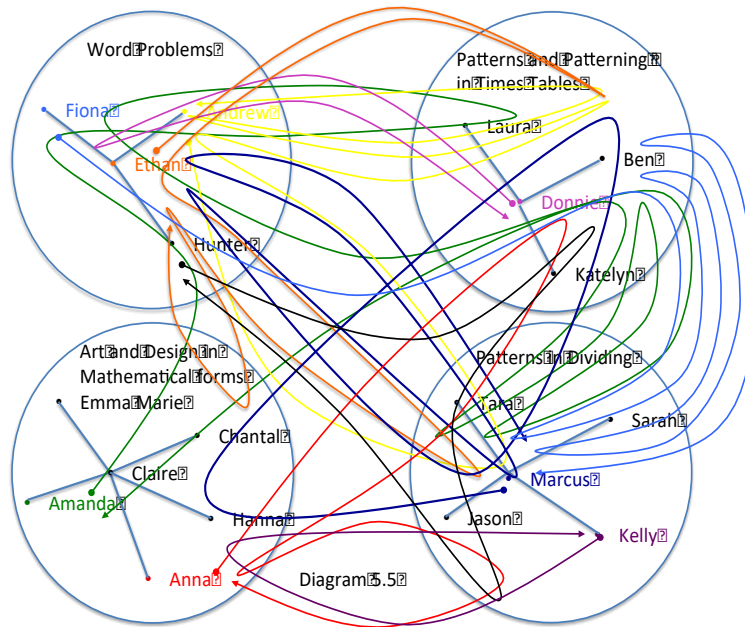 Word Problems
Fiona
Andrew
Ethan
Hunter
Patterns and Patterning
in Times Tables
Laura
Ben
Donnie
Katelyn
Art and Design in
Mathematical forms
Emma Marie
Chantal
Claire
Amanda
Hanna
Anna
Patterns in Dividing
Tara
Sarah
Marcus
Jason
Kelly
Diagram 5.5